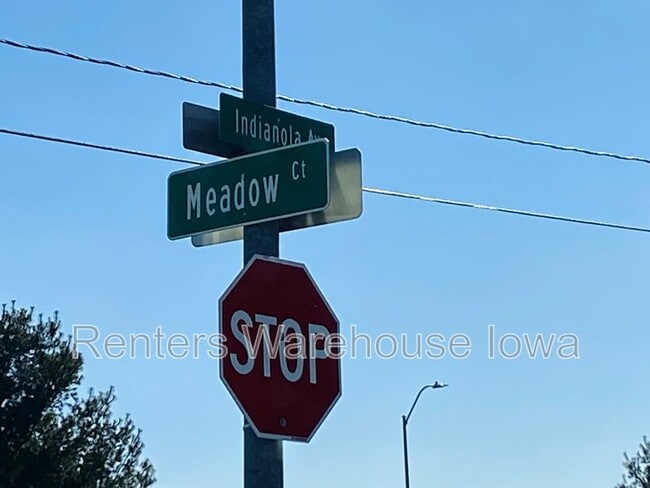 Indianola Av
Meadow Ct
STOP
Renters Warehouse Iowa